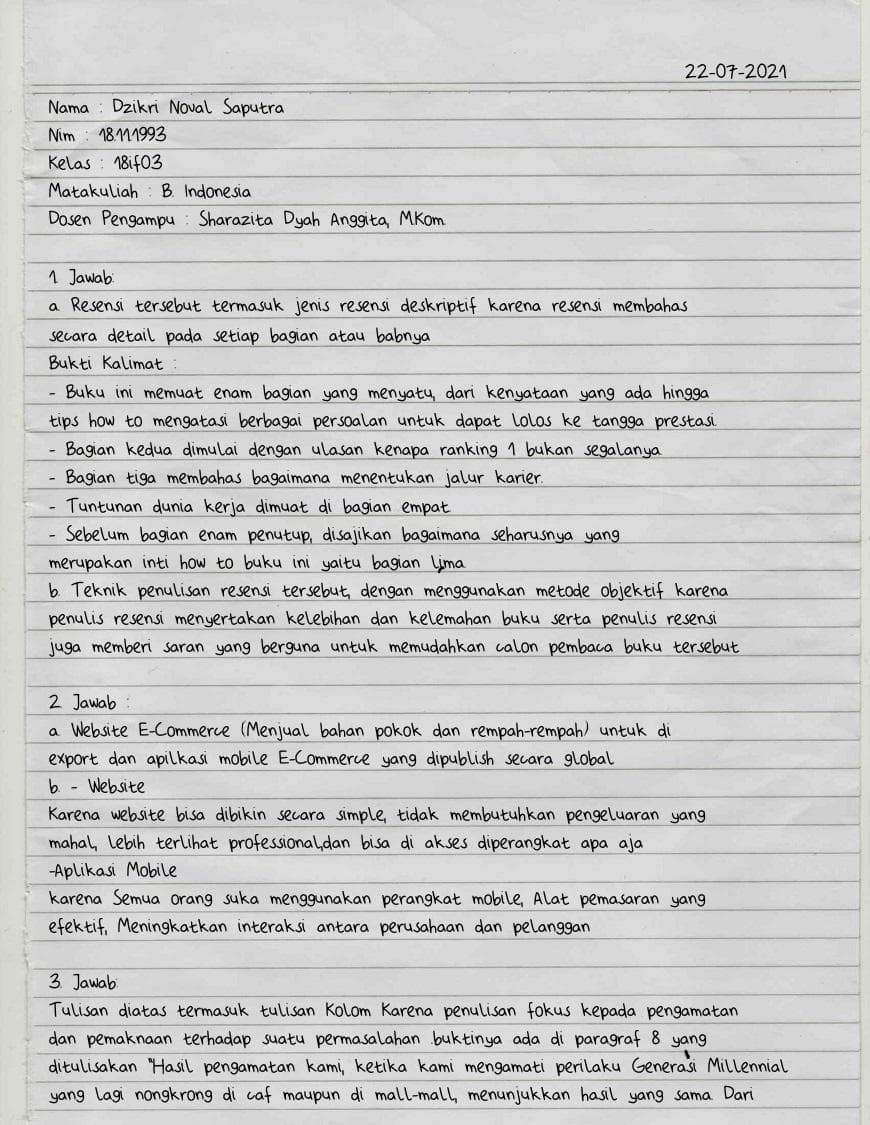 22-07-2021
Nama : Dzikri Noval Saputra
Nim : 18.111993
Kelas : 18if03
Matakuliah : B. Indonesia
Dosen Pengampu : Sharazita Dyah Anggita, M.Kom
1. Jawab:
a. Resensi tersebut termasuk jenis resensi deskriptif karena resensi membahas
secara detail pada setiap bagian atau babnya
Bukti Kalimat :
- Buku ini memuat enam bagian yang menyatu, dari kenyataan yang ada hingga
tips how to mengatasi berbagai persoalan untuk dapat lolos ke tangga prestasi.
- Bagian kedua dimulai dengan ulasan kenapa ranking 1 bukan segalanya
- Bagian tiga membahas bagaimana menentukan jalur karier.
- Tuntunan dunia kerja dimuat di bagian empat
- Sebelum bagian enam penutup, disajikan bagaimana seharusnya yang
merupakan inti how to buku ini yaitu bagian lima
b. Teknik penulisan resensi tersebut, dengan menggunakan metode objektif karena
penulis resensi menyertakan kelebihan dan kelemahan buku serta penulis resensi
juga memberi saran yang berguna untuk memudahkan calon pembaca buku tersebut
2. Jawab :
a. Website E-Commerce (Menjual bahan pokok dan rempah-rempah) untuk di
export dan apilkasi mobile E-Commerce yang dipublish secara global
b. - Website
Karena website bisa dibikin secara simple, tidak membutuhkan pengeluaran yang
mahal, lebih terlihat professional,dan bisa di akses diperangkat apa aja
-Aplikasi Mobile
karena Semua orang suka menggunakan perangkat mobile, Alat pemasaran yang
efektif, Meningkatkan interaksi antara perusahaan dan pelanggan
3. Jawab:
Tulisan diatas termasuk tulisan Kolom Karena penulisan fokus kepada pengamatan
dan pemaknaan terhadap suatu permasalahan .buktinya ada di paragraf 8 yang
ditulisakan "Hasil pengamatan kami, ketika kami mengamati perilaku Generasi Millennial
yang lagi nongkrong di caf maupun di mall-mall, menunjukkan hasil yang sama. Dari